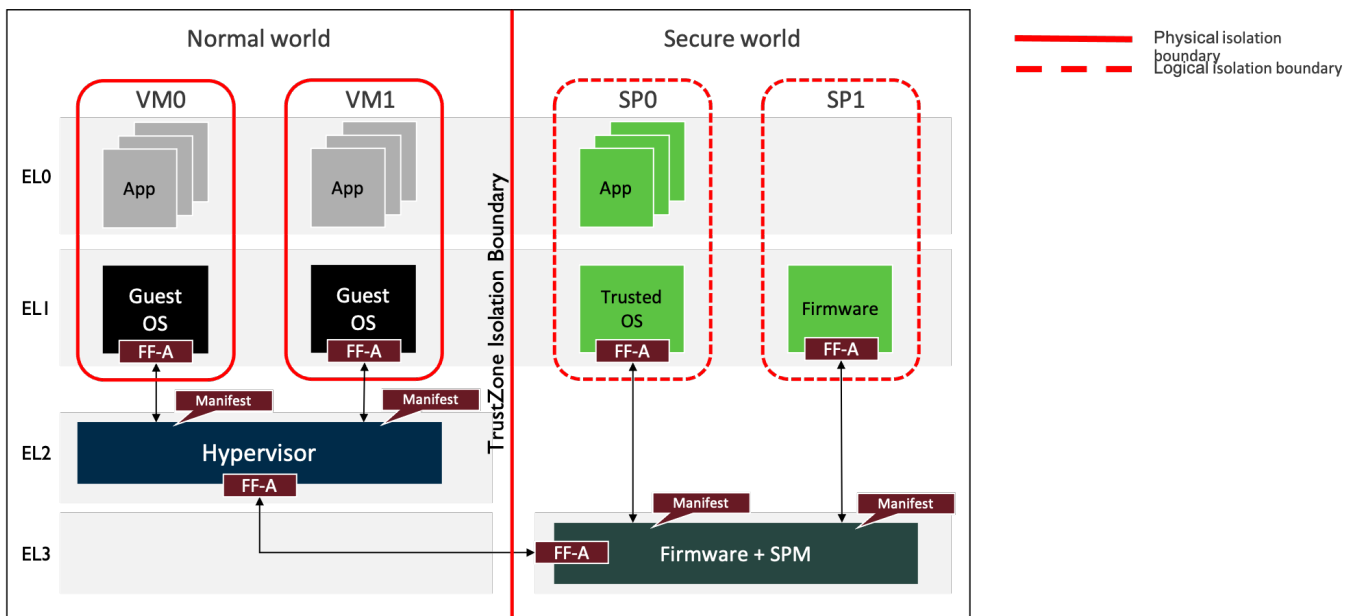 Normal world
Secure world
Physical isolation
boundary
Logical isolation boundary
VM0
VM1
SP0
SP1
EL0
App
App
App
TrustZone Isolation Boundary
EL1
Guest
OS
FF-A
Guest
OS
FF-A
Trusted
OS
FF-A
Firmware
FF-A
Manifest
Manifest
EL2
Hypervisor
FF-A
Manifest
Manifest
EL3
FF-A
Firmware + SPM